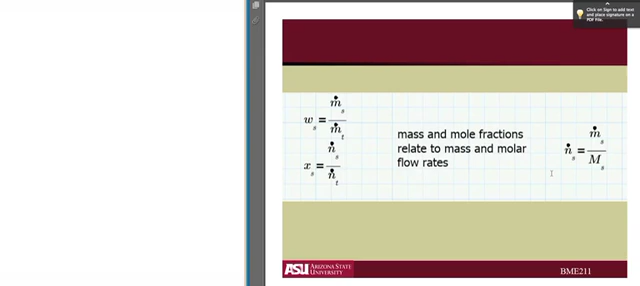 Click on Sign to add text
and place signature on a
PDF File.
w_s = ṁ_s / ṁ_t
x_s = ṅ_s / ṅ_t
mass and mole fractions
relate to mass and molar
flow rates
ṅ_s = ṁ_s / M_s
ASU ARIZONA STATE
UNIVERSITY
BME211